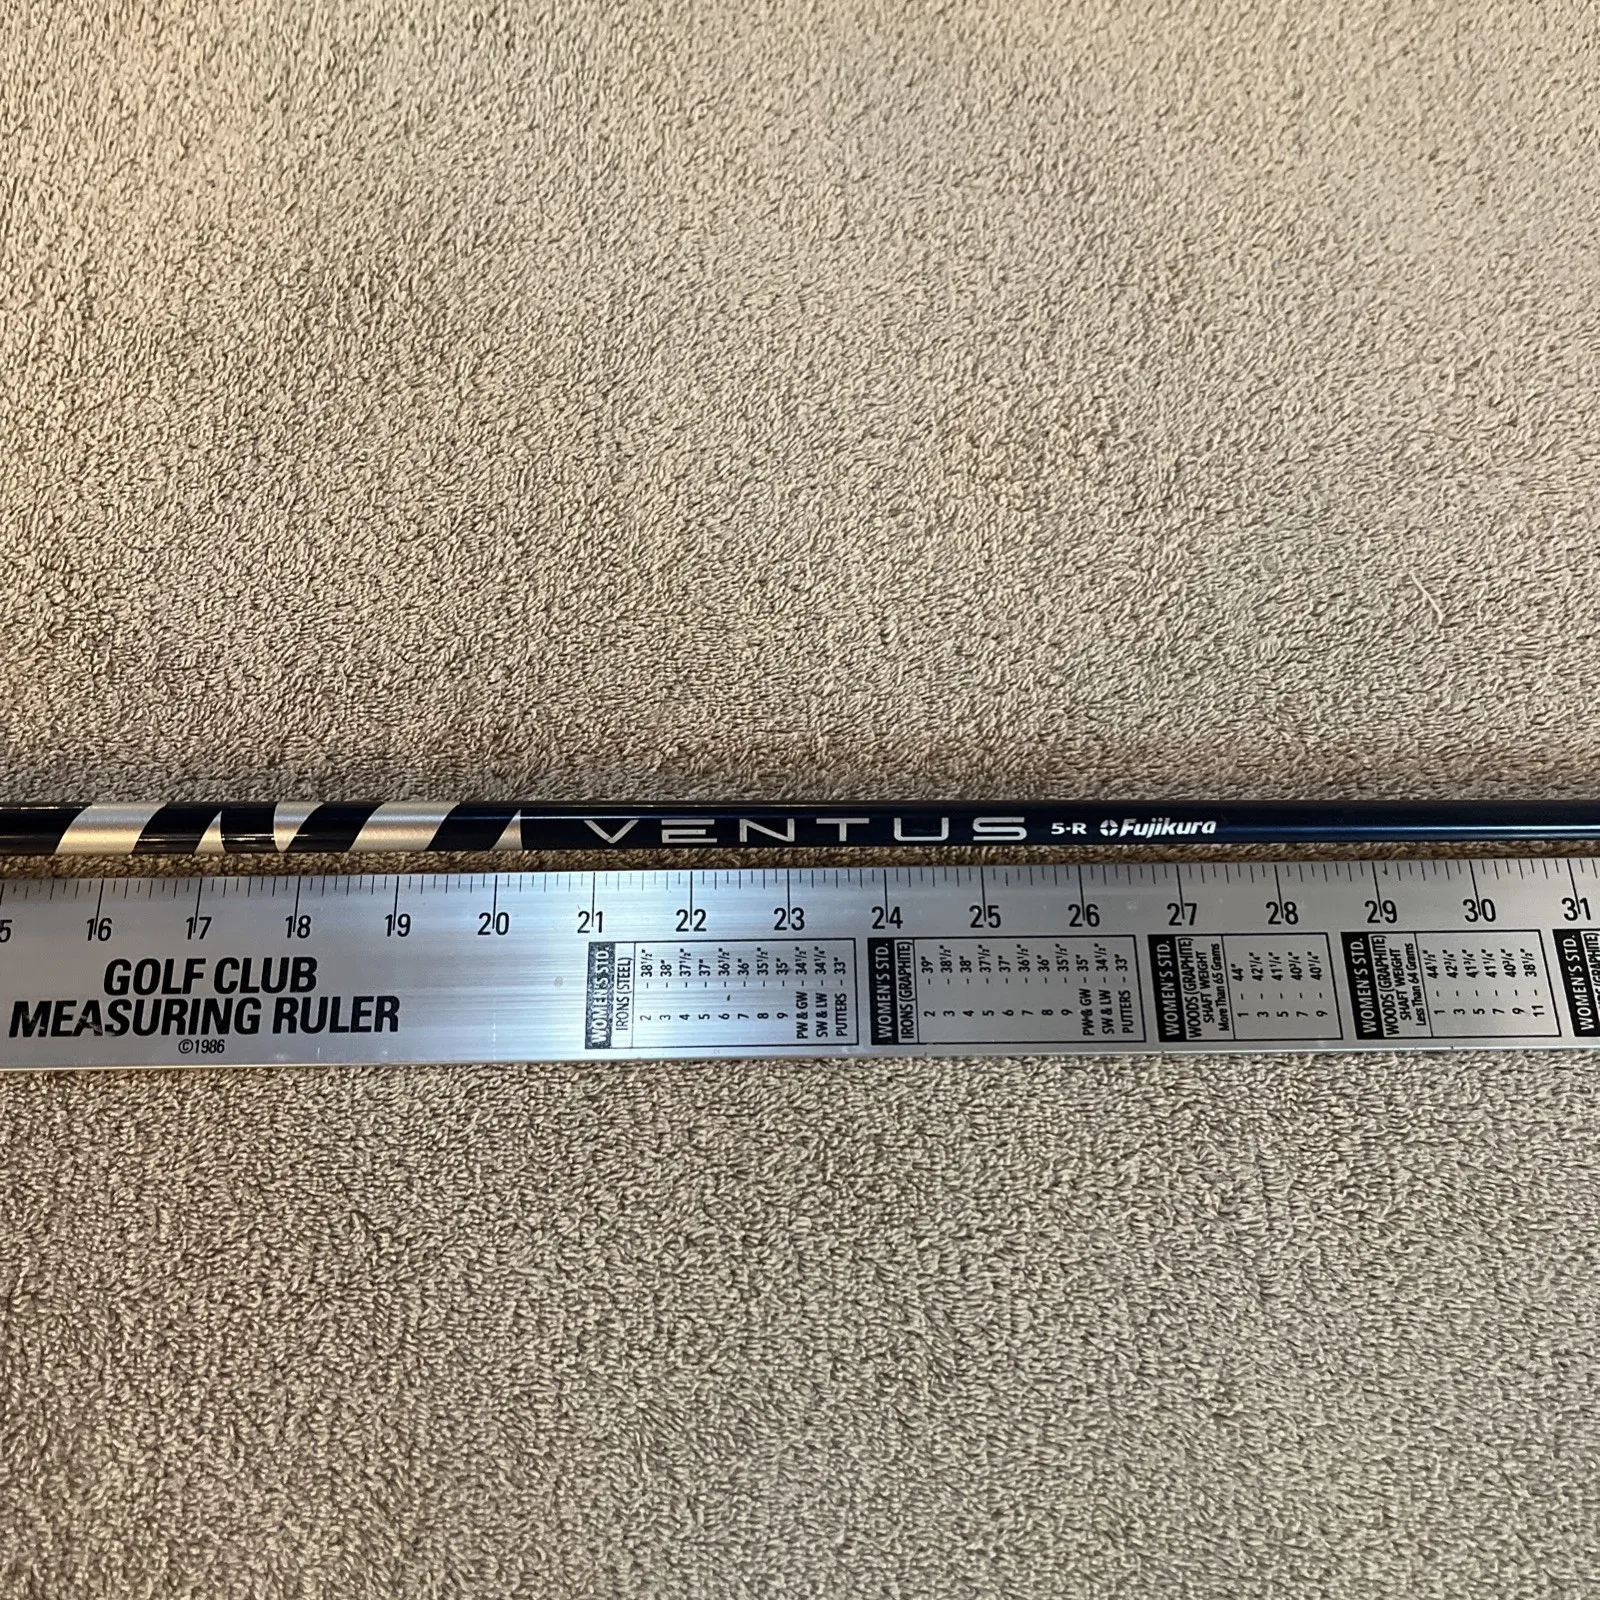 VENTUS 5-R Fujikura
5 16 17 18 19 20 21 22 23 24 25 26 27 28 29 30 31
GOLF CLUB
MEASURING RULER
©1986
WOMEN'S STD.
IRONS (STEEL)
2 - 38½"
3 - 38"
4 - 37½"
5 - 37"
6 - 36½"
7 - 36"
8 - 35½"
9 - 35"
PW & GW - 34½"
SW & LW - 34¼"
PUTTERS - 33"
WOMEN'S STD.
IRONS (GRAPHITE)
2 - 39"
3 - 38½"
4 - 38"
5 - 37½"
6 - 37"
7 - 36½"
8 - 36"
9 - 35½"
PW & GW - 35"
SW & LW - 34½"
PUTTERS - 33"
WOMEN'S STD.
WOODS (GRAPHITE)
SHAFT WEIGHT
More Than 65 Grams
1 - 44"
3 - 42¼"
5 - 41¼"
7 - 40¾"
9 - 40¼"
WOMEN'S STD.
WOODS (GRAPHITE)
SHAFT WEIGHT
Less Than 64 Grams
1 - 44½"
3 - 42¾"
5 - 41¾"
7 - 41¼"
9 - 40¾"
11 - 38½"
WOMEN'S STD.